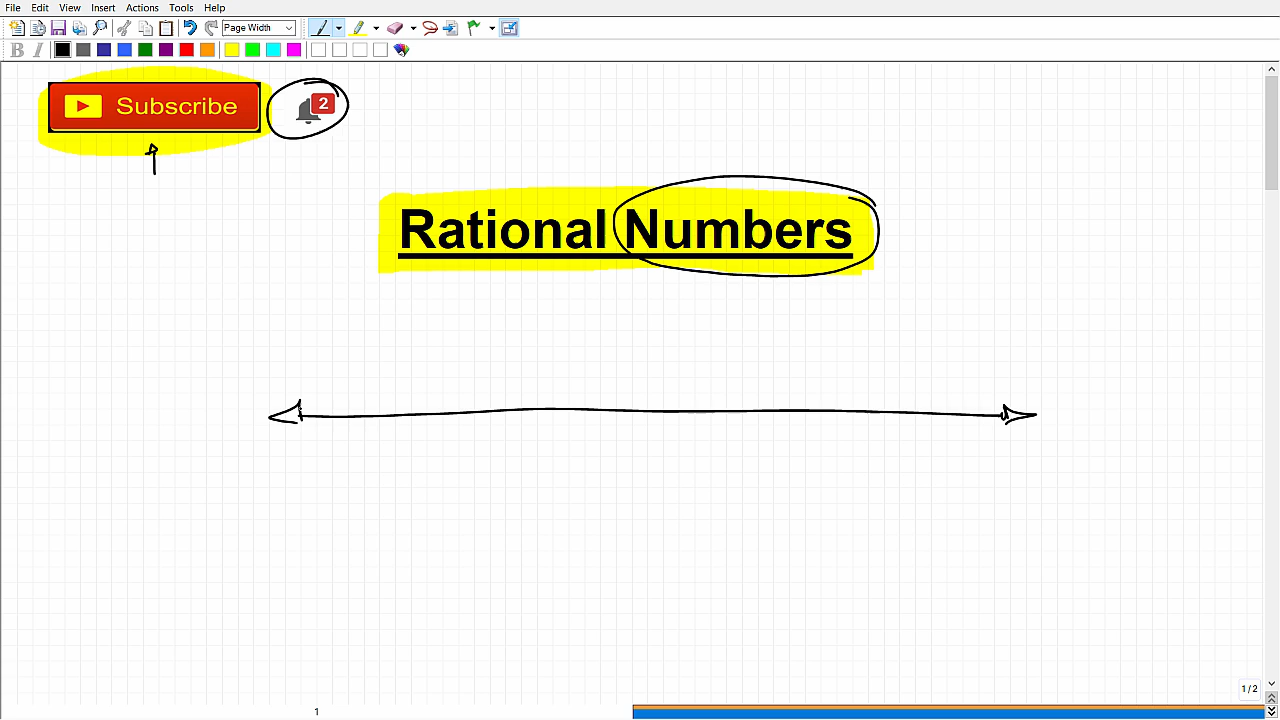 File Edit View Insert Actions Tools Help
Page Width
B I
Subscribe 2
Rational Numbers
1/2
1